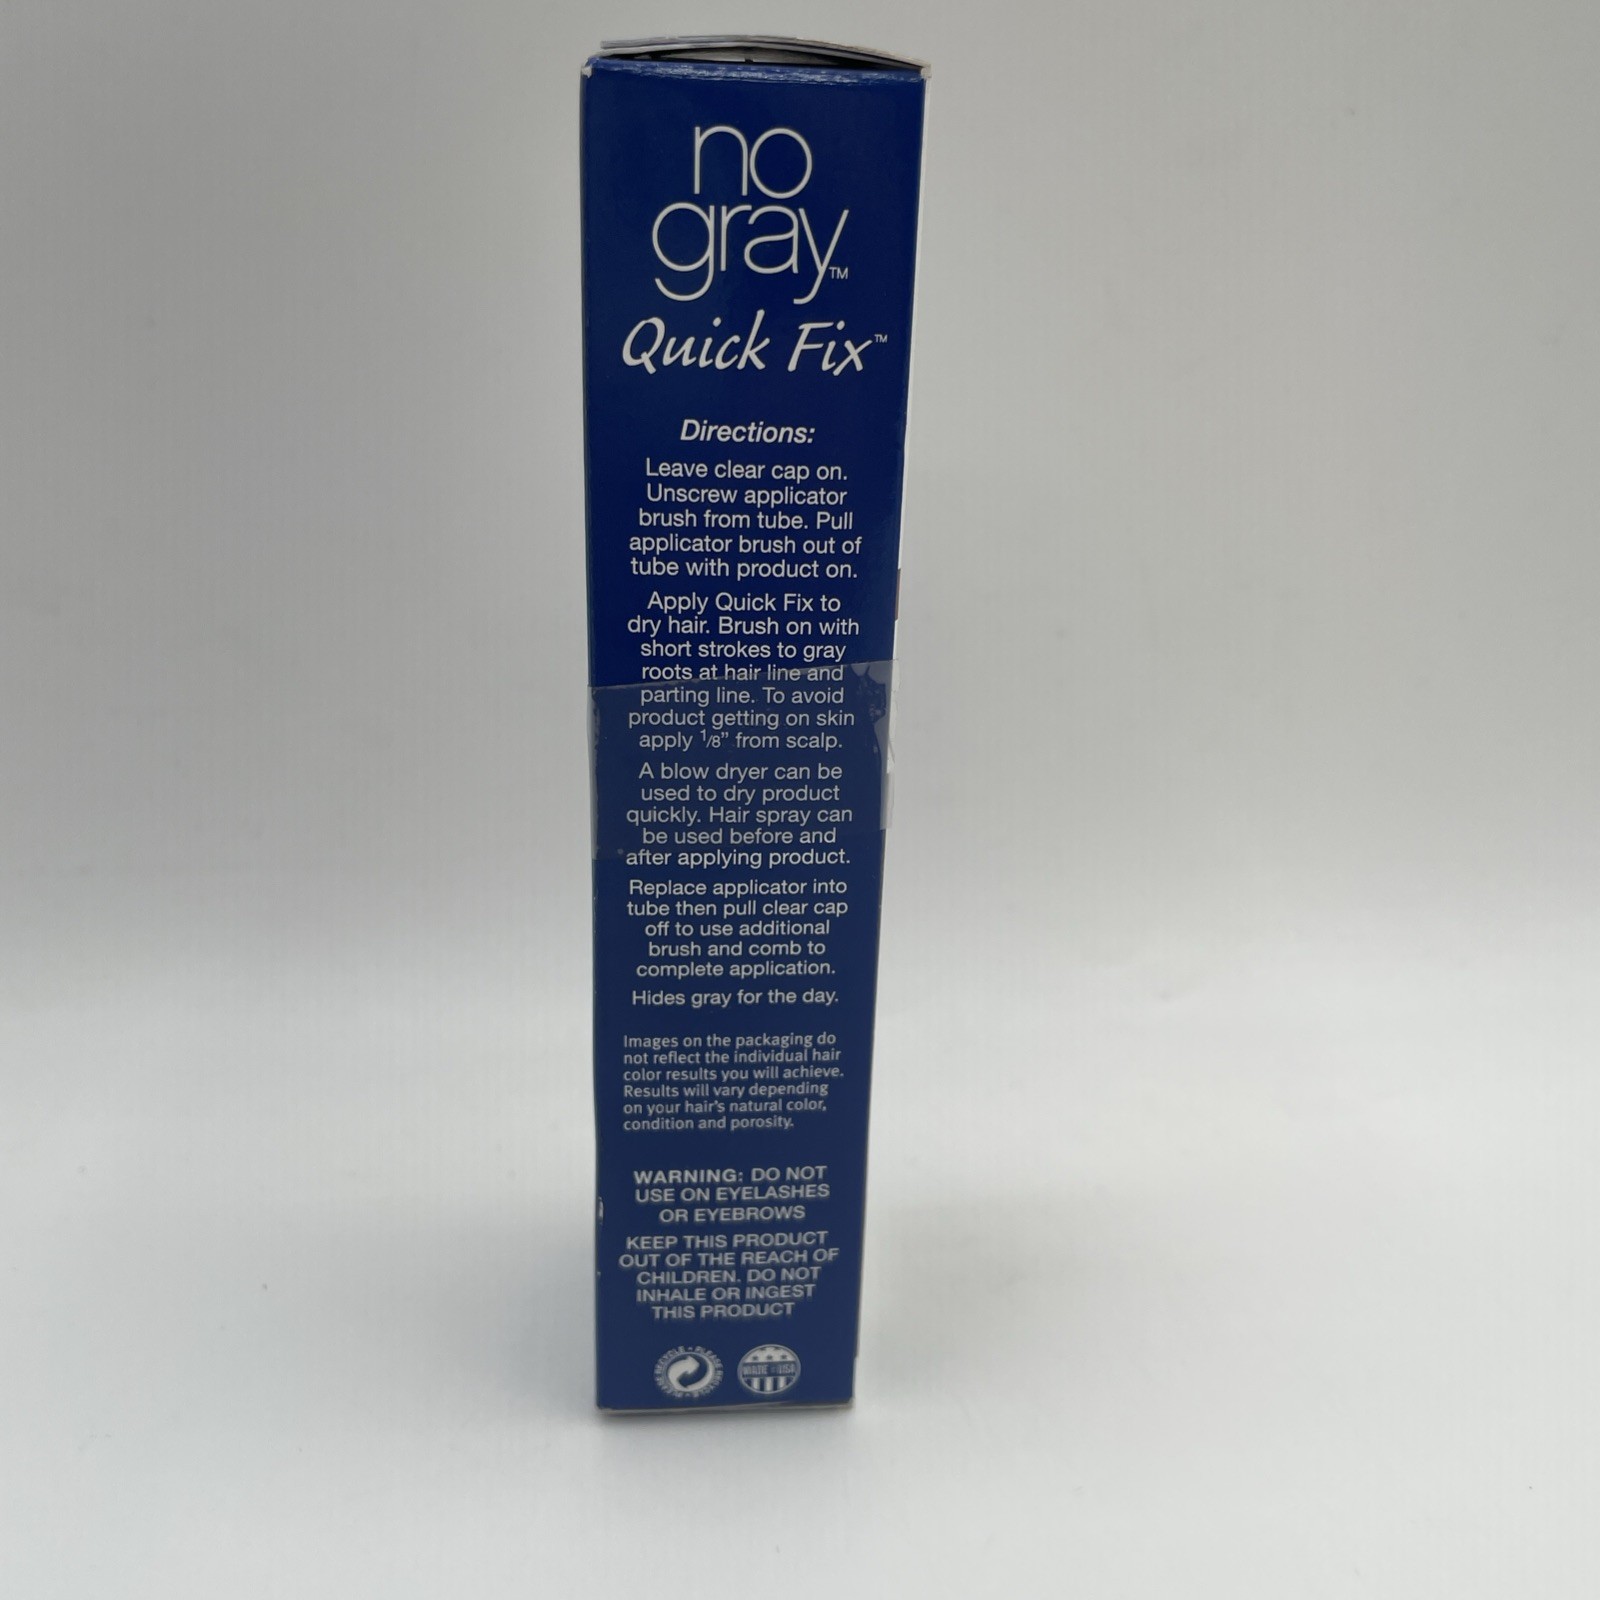 no
gray™
Quick Fix™
Directions:
Leave clear cap on.
Unscrew applicator
brush from tube. Pull
applicator brush out of
tube with product on.
Apply Quick Fix to
dry hair. Brush on with
short strokes to gray
roots at hair line and
parting line. To avoid
product getting on skin
apply 1/8" from scalp.
A blow dryer can be
used to dry product
quickly. Hair spray can
be used before and
after applying product.
Replace applicator into
tube then pull clear cap
off to use additional
brush and comb to
complete application.
Hides gray for the day.
Images on the packaging do
not reflect the individual hair
color results you will achieve.
Results will vary depending
on your hair's natural color,
condition and porosity.
WARNING: DO NOT
USE ON EYELASHES
OR EYEBROWS
KEEP THIS PRODUCT
OUT OF THE REACH OF
CHILDREN. DO NOT
INHALE OR INGEST
THIS PRODUCT
PLEASE RECYCLE • PLEASE RECYCLE •
MADE USA